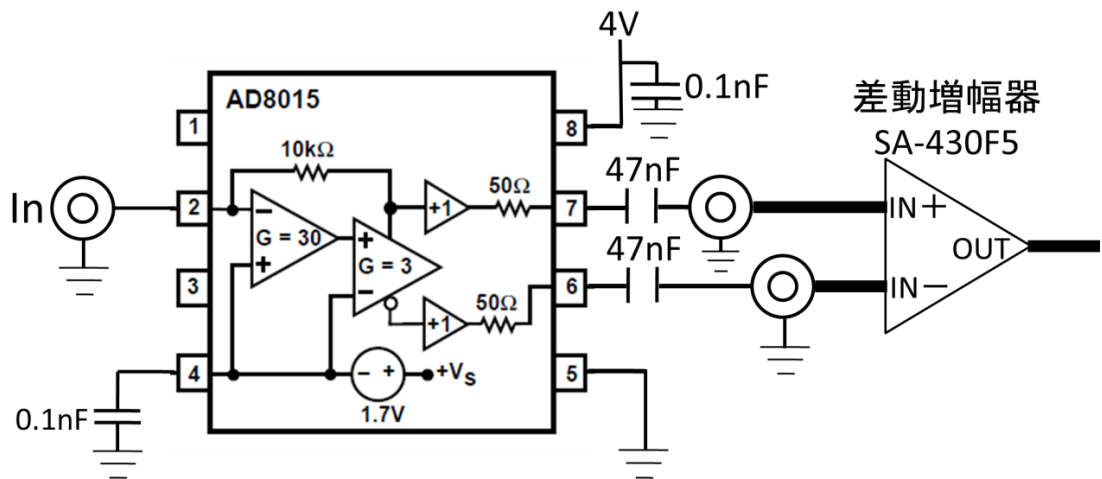 4V
0.1nF
AD8015
差動増幅器
SA-430F5
1
8
10kΩ
47nF
50Ω
In
2
−
+1
7
IN＋
G = 30
+
+
47nF
OUT
G = 3
3
−
50Ω
6
IN−
+1
4
− +
+VS
5
0.1nF
1.7V